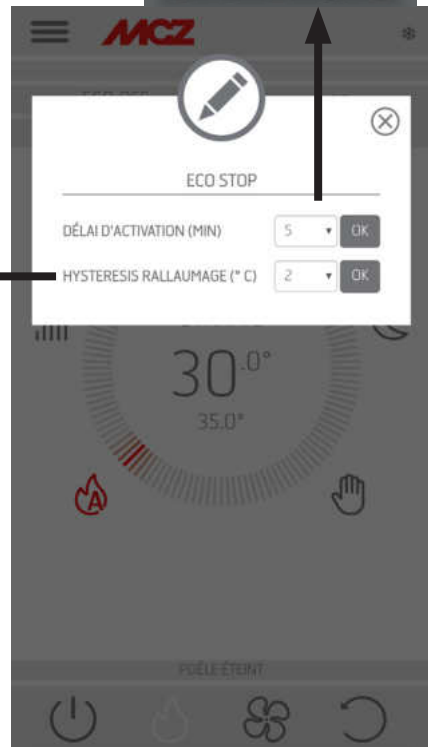 MCZ
ECO STOP
DÉLAI D'ACTIVATION (MIN) 5 OK
HYSTERESIS RALLAUMAGE (° C) 2 OK
30.0°
35.0°
POÊLE ÉTEINT